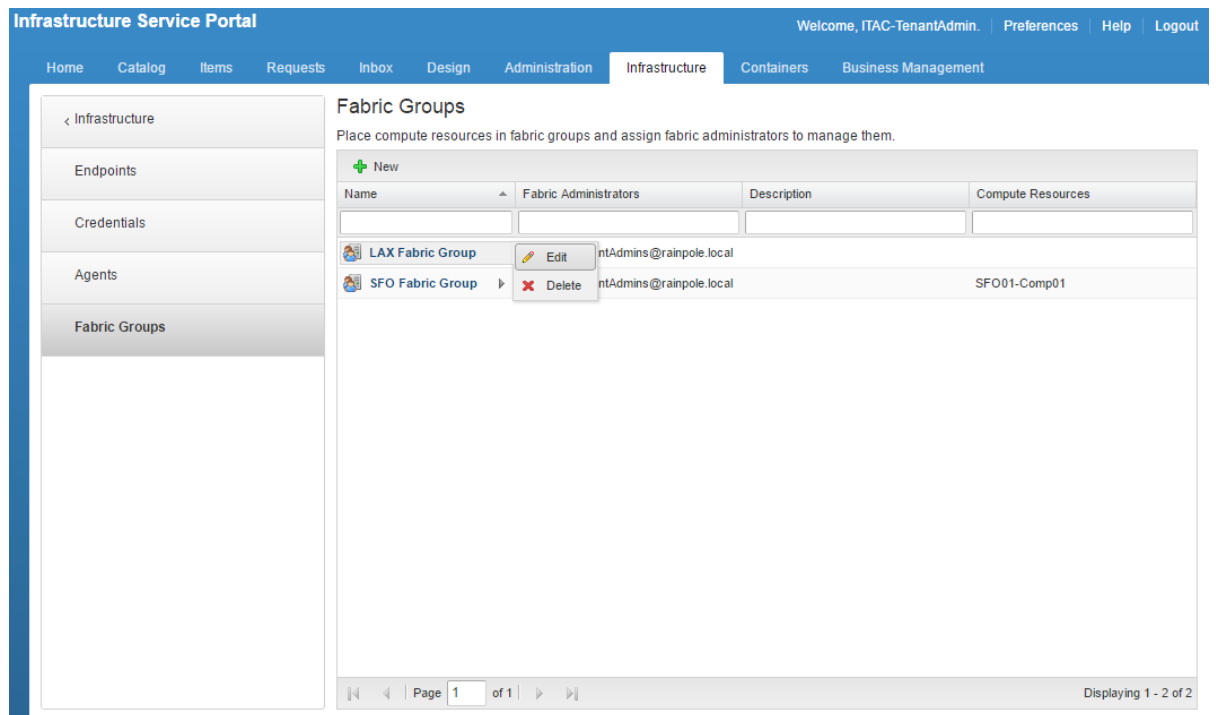 Infrastructure Service Portal
Welcome, ITAC-TenantAdmin. Preferences Help Logout
Home Catalog Items Requests Inbox Design Administration Infrastructure Containers Business Management
< Infrastructure
Endpoints
Credentials
Agents
Fabric Groups
Fabric Groups
Place compute resources in fabric groups and assign fabric administrators to manage them.
New
Name Fabric Administrators Description Compute Resources
LAX Fabric Group Edit ntAdmins@rainpole.local
SFO Fabric Group Delete ntAdmins@rainpole.local SFO01-Comp01
Page 1 of 1 Displaying 1 - 2 of 2